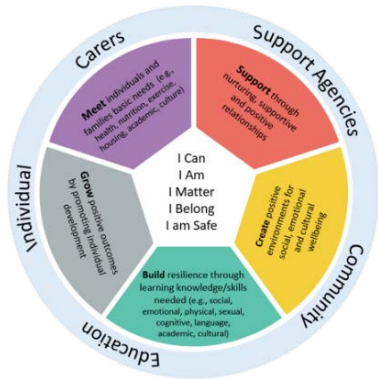 Carers
Support Agencies
Community
Education
Individual
Meet individuals and
families basic needs (e.g.,
health, nutrition, exercise,
housing, academic, culture)
Support through
nurturing, supportive
and positive
relationships
Create positive
environments for
social, emotional
and cultural
wellbeing
Build resilience through
learning knowledge/skills
needed (e.g., social,
emotional, physical, sexual,
cognitive, language,
academic, cultural)
Grow positive outcomes
by promoting individual
development
I Can
I Am
I Matter
I Belong
I am Safe